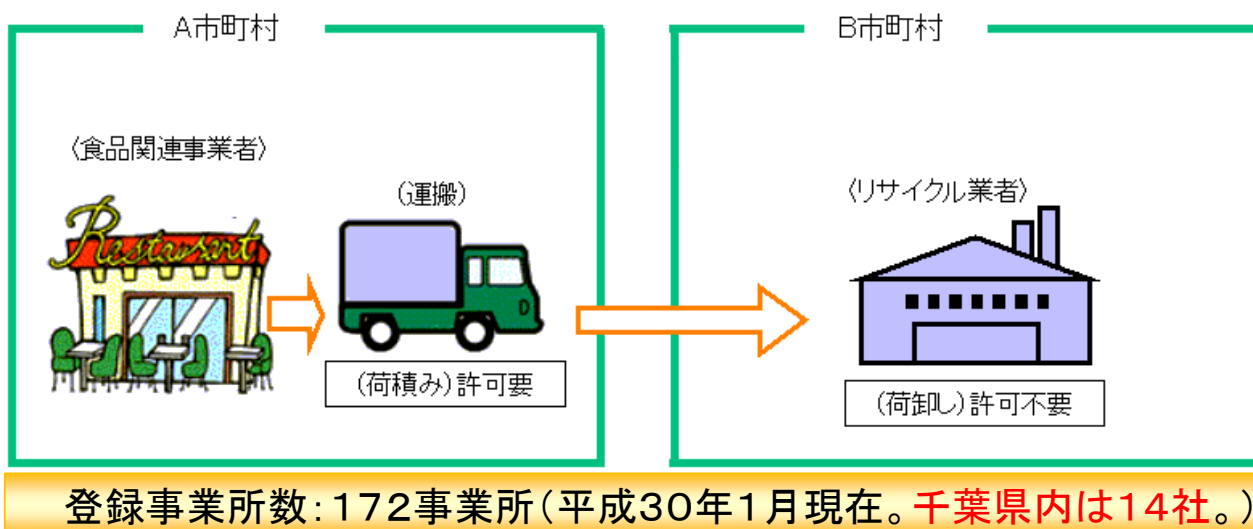 A市町村
B市町村
〈食品関連事業者〉
(運搬)
〈リサイクル業者〉
Restaurant
D
(荷積み)許可要
(荷卸し)許可不要
登録事業所数:172事業所(平成30年1月現在。千葉県内は14社。)